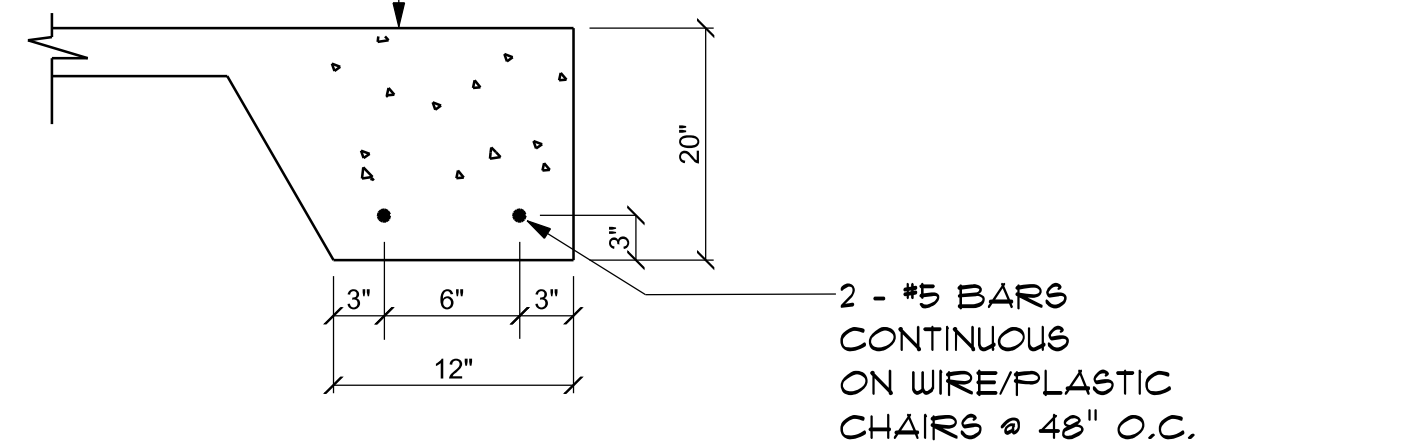 20"
3"
3" 6" 3"
12"
2 - #5 BARS
CONTINUOUS
ON WIRE/PLASTIC
CHAIRS @ 48" O.C.